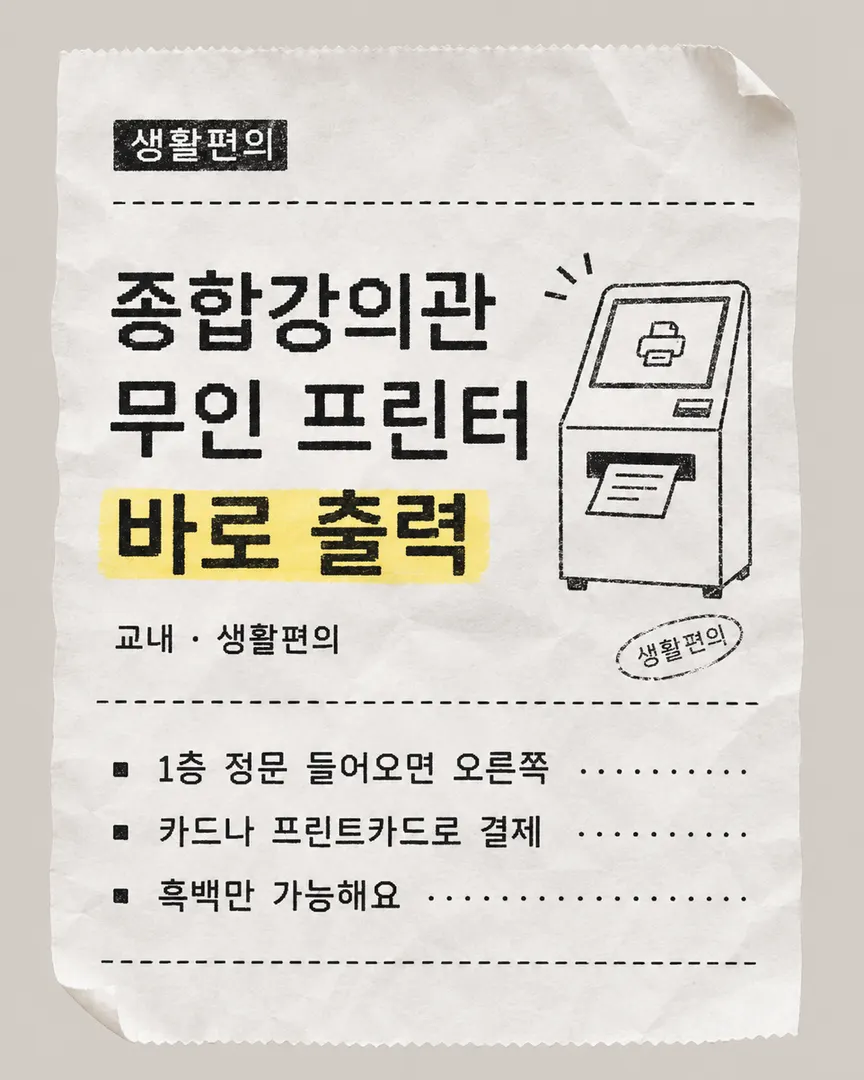 생활편의
종합강의관
무인 프린터
바로 출력
교내 · 생활편의
생활편의
■ 1층 정문 들어오면 오른쪽 ..........
■ 카드나 프린트카드로 결제 ..........
■ 흑백만 가능해요 ..................